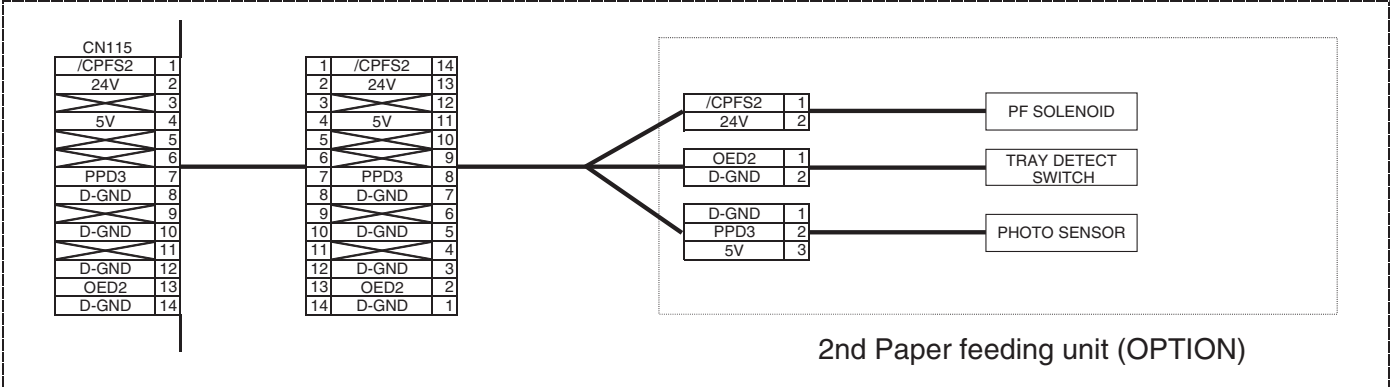 CN115
/CPFS2 1
24V 2
3
5V 4
5
6
PPD3 7
D-GND 8
9
D-GND 10
11
D-GND 12
OED2 13
D-GND 14
1 /CPFS2 14
2 24V 13
3 12
4 5V 11
5 10
6 9
7 PPD3 8
8 D-GND 7
9 6
10 D-GND 5
11 4
12 D-GND 3
13 OED2 2
14 D-GND 1
/CPFS2 1
24V 2
PF SOLENOID
OED2 1
D-GND 2
TRAY DETECT
SWITCH
D-GND 1
PPD3 2
5V 3
PHOTO SENSOR
2nd Paper feeding unit (OPTION)